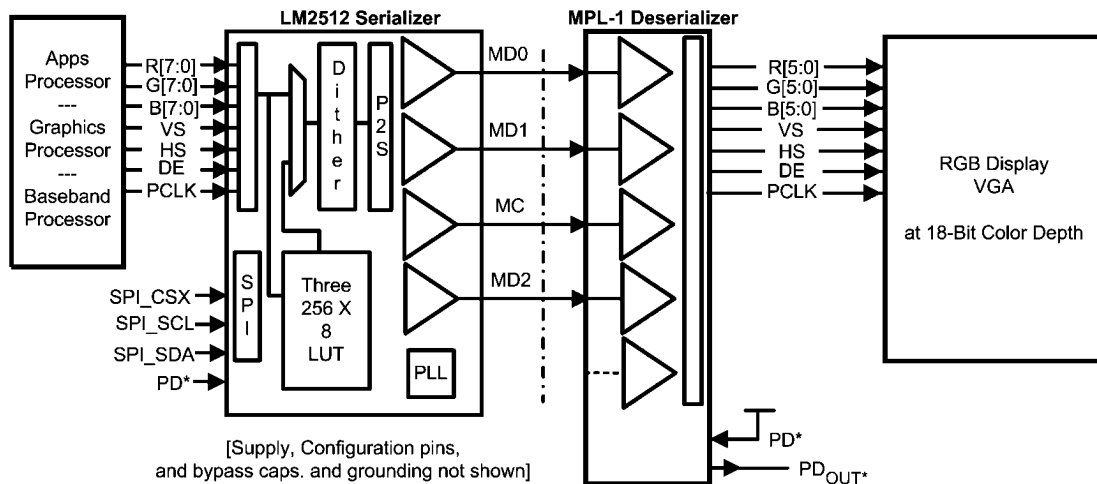 LM2512 Serializer
MPL-1 Deserializer
Apps
Processor
---
Graphics
Processor
---
Baseband
Processor
R[7:0]
G[7:0]
B[7:0]
VS
HS
DE
PCLK
SPI_CSX
SPI_SCL
SPI_SDA
PD*
Dither
P2S
SPI
Three
256 X
8
LUT
PLL
MD0
MD1
MC
MD2
R[5:0]
G[5:0]
B[5:0]
VS
HS
DE
PCLK
RGB Display
VGA
at 18-Bit Color Depth
PD*
PDOUT*
[Supply, Configuration pins,
and bypass caps. and grounding not shown]